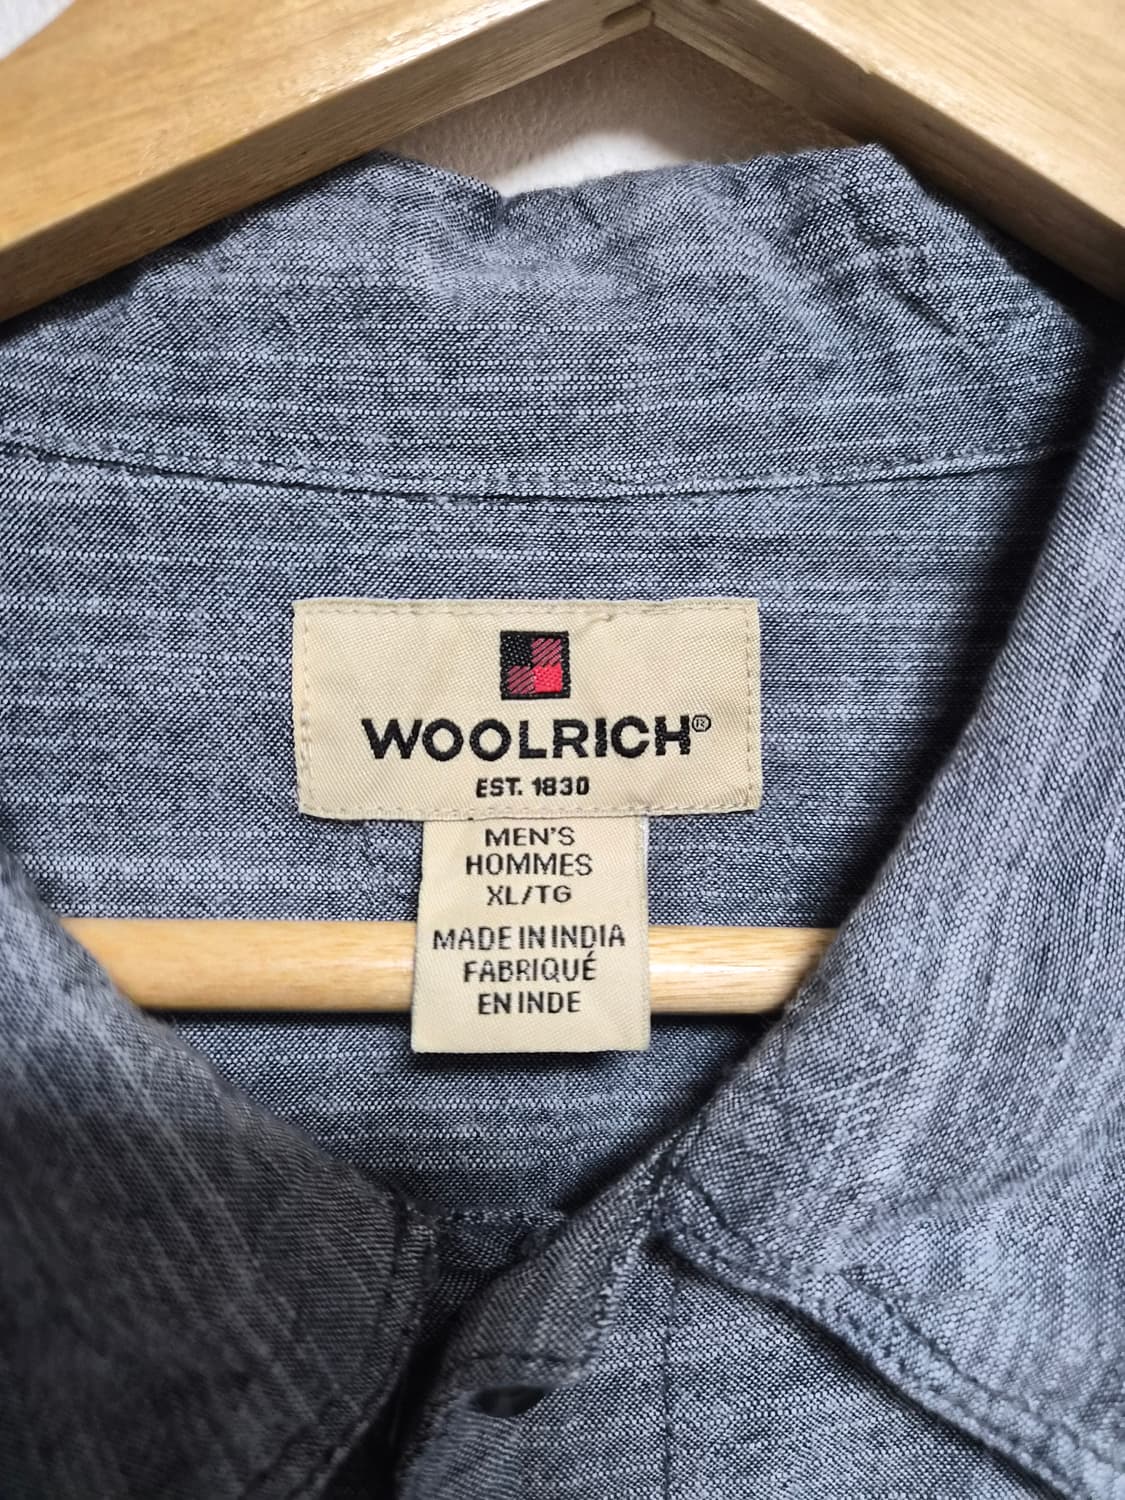 WOOLRICH®
EST. 1830
MEN'S
HOMMES
XL/TG
MADE IN INDIA
FABRIQUÉ
EN INDE